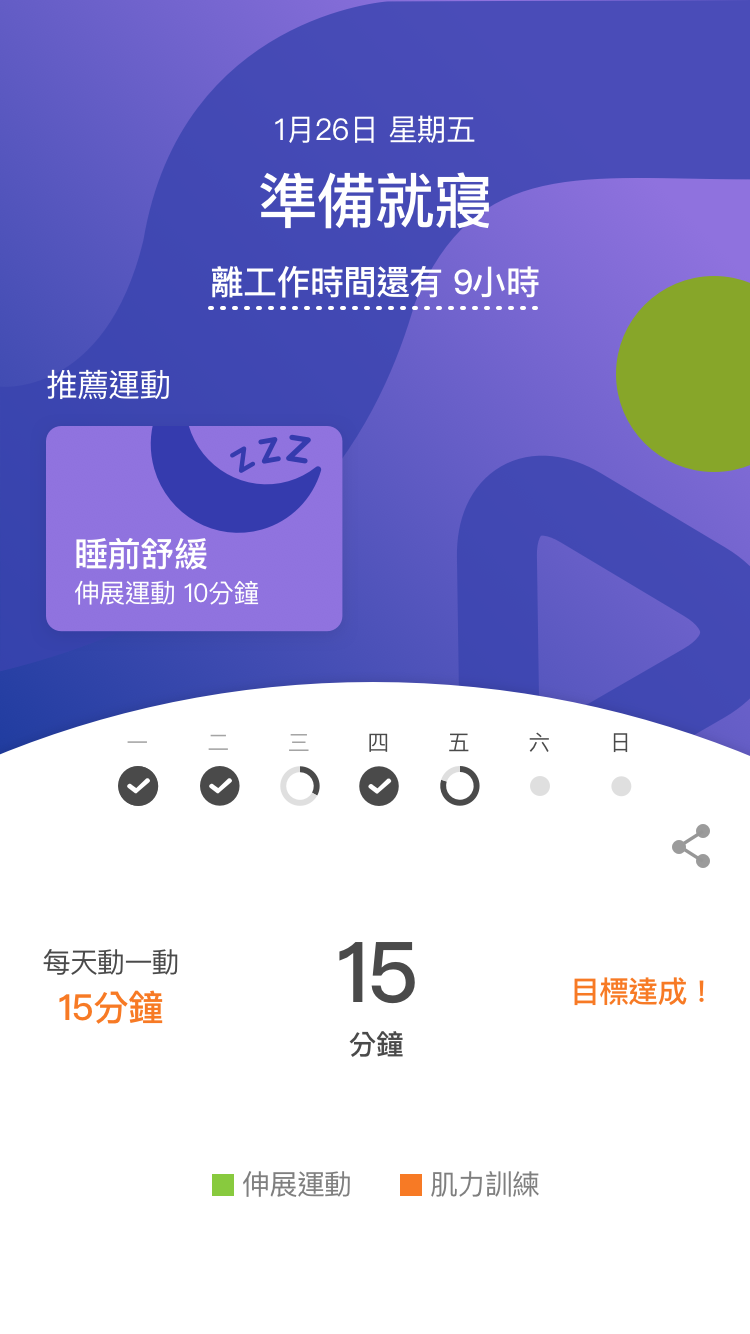 1月26日 星期五
準備就寢
離工作時間還有 9小時
推薦運動
zzz
睡前舒緩
伸展運動 10分鐘
一 二 三 四 五 六 日
每天動一動
15分鐘
15
分鐘
目標達成！
伸展運動 肌力訓練